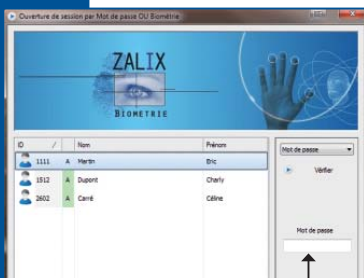 Ouverture de session par Mot de passe OU Biométrie
ZALIX
BIOMETRIE
ID / Nom Prénom
1111 A Martin Eric
1512 A Dupont Charly
2602 A Carré Céline
Mot de passe
Vérifier
Mot de passe